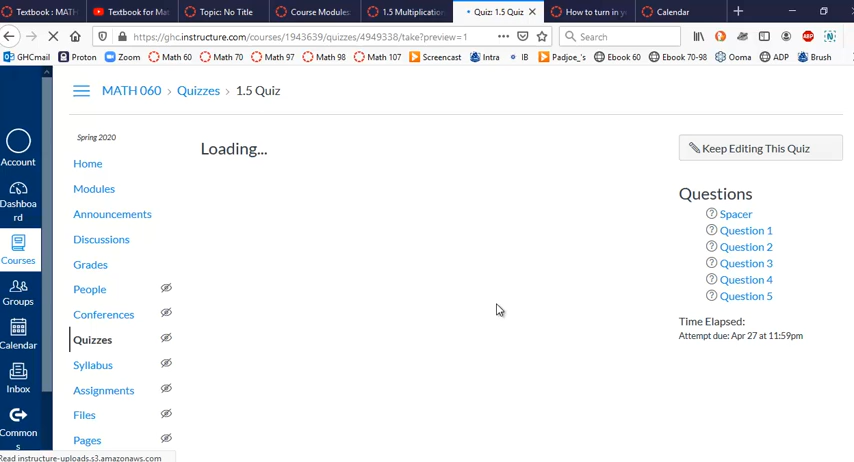 Textbook : MATH
Textbook for Mat
Topic: No Title
Course Modules
1.5 Multiplication
Quiz: 1.5 Quiz
How to turn in y
Calendar
https://ghc.instructure.com/courses/1943639/quizzes/4949338/take?preview=1
Search
GHCmail
Proton
Zoom
Math 60
Math 70
Math 97
Math 98
Math 107
Screencast
Intra
IB
Padjoe_'s
Ebook 60
Ebook 70-98
Ooma
ADP
Brush
MATH 060 > Quizzes > 1.5 Quiz
Spring 2020
Home
Modules
Announcements
Discussions
Grades
People
Conferences
Quizzes
Syllabus
Assignments
Files
Pages
Account
Dashboa
rd
Courses
Groups
Calendar
Inbox
Common
s
Loading...
Keep Editing This Quiz
Questions
Spacer
Question 1
Question 2
Question 3
Question 4
Question 5
Time Elapsed:
Attempt due: Apr 27 at 11:59pm
Read instructure-uploads.s3.amazonaws.com